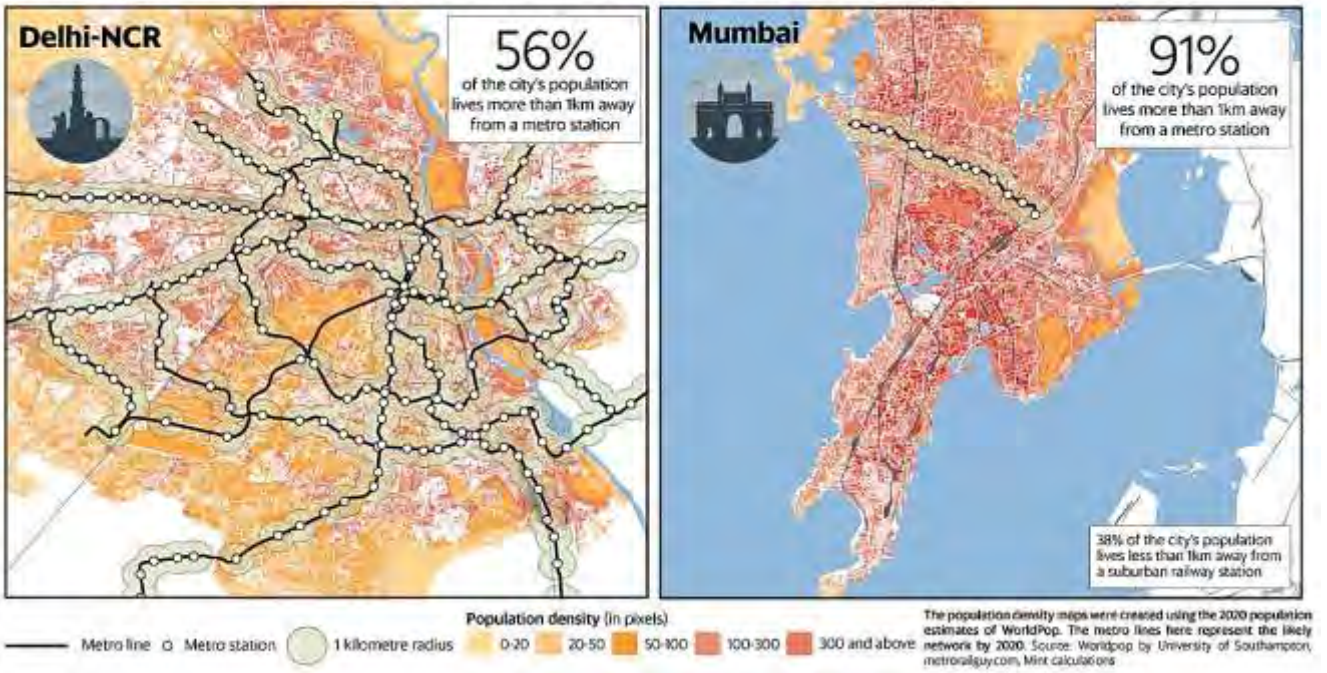 Delhi-NCR
56%
of the city's population
lives more than 1km away
from a metro station
Mumbai
91%
of the city's population
lives more than 1km away
from a metro station
38% of the city's population
lives less than 1km away from
a suburban railway station
Metro line
Metro station
1 kilometre radius
Population density (in pixels)
0-20
20-50
50-100
100-300
300 and above
The population density maps were created using the 2020 population
estimates of WorldPop. The metro lines here represent the likely
network by 2020. Source: Worldpop by University of Southampton,
metrorailguy.com, Mint calculations